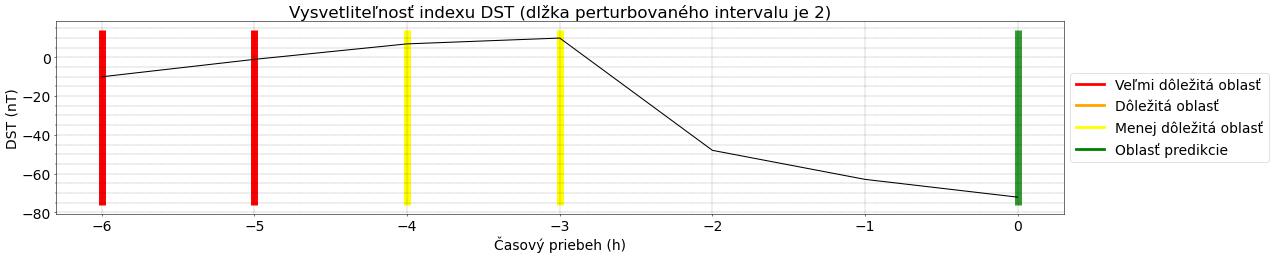 Vysvetliteľnosť indexu DST (dĺžka perturbovaného intervalu je 2)
DST (nT)
0
−20
−40
−60
−80
−6 −5 −4 −3 −2 −1 0
Časový priebeh (h)
Veľmi dôležitá oblasť
Dôležitá oblasť
Menej dôležitá oblasť
Oblasť predikcie